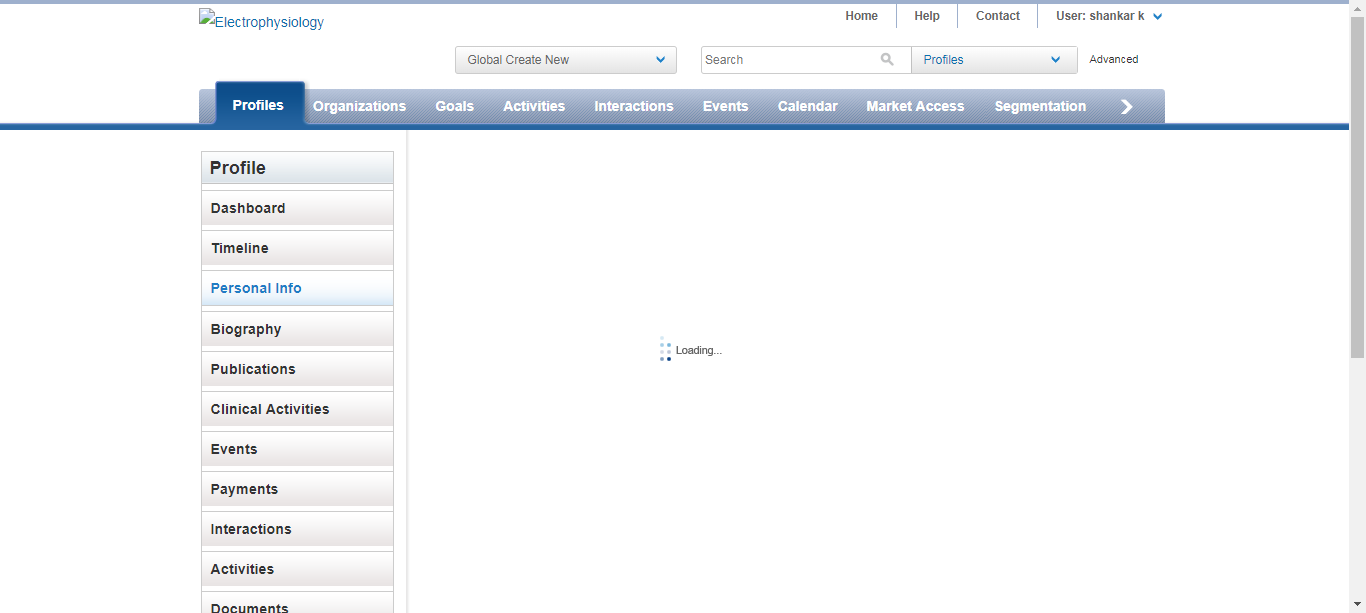 Electrophysiology
Home Help Contact User: shankar k
Global Create New Search Profiles Advanced
Profiles Organizations Goals Activities Interactions Events Calendar Market Access Segmentation
Profile
Dashboard
Timeline
Personal Info
Biography
Publications
Clinical Activities
Events
Payments
Interactions
Activities
Documents
Loading...